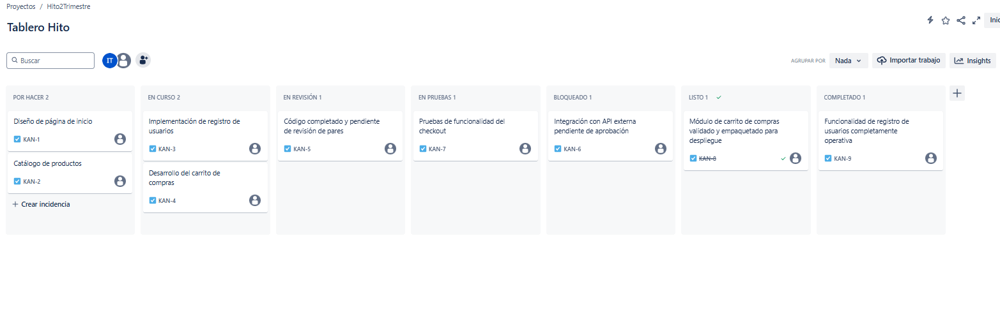 Proyectos / Hito2Trimestre
Tablero Hito
Inic
Buscar
IT
AGRUPAR POR
Nada
Importar trabajo
Insights
POR HACER 2
Diseño de página de inicio
KAN-1
Catálogo de productos
KAN-2
+ Crear incidencia
EN CURSO 2
Implementación de registro de
usuarios
KAN-3
Desarrollo del carrito de
compras
KAN-4
EN REVISIÓN 1
Código completado y pendiente
de revisión de pares
KAN-5
EN PRUEBAS 1
Pruebas de funcionalidad del
checkout
KAN-7
BLOQUEADO 1
Integración con API externa
pendiente de aprobación
KAN-6
LISTO 1
Módulo de carrito de compras
validado y empaquetado para
despliegue
KAN-8
COMPLETADO 1
Funcionalidad de registro de
usuarios completamente
operativa
KAN-9